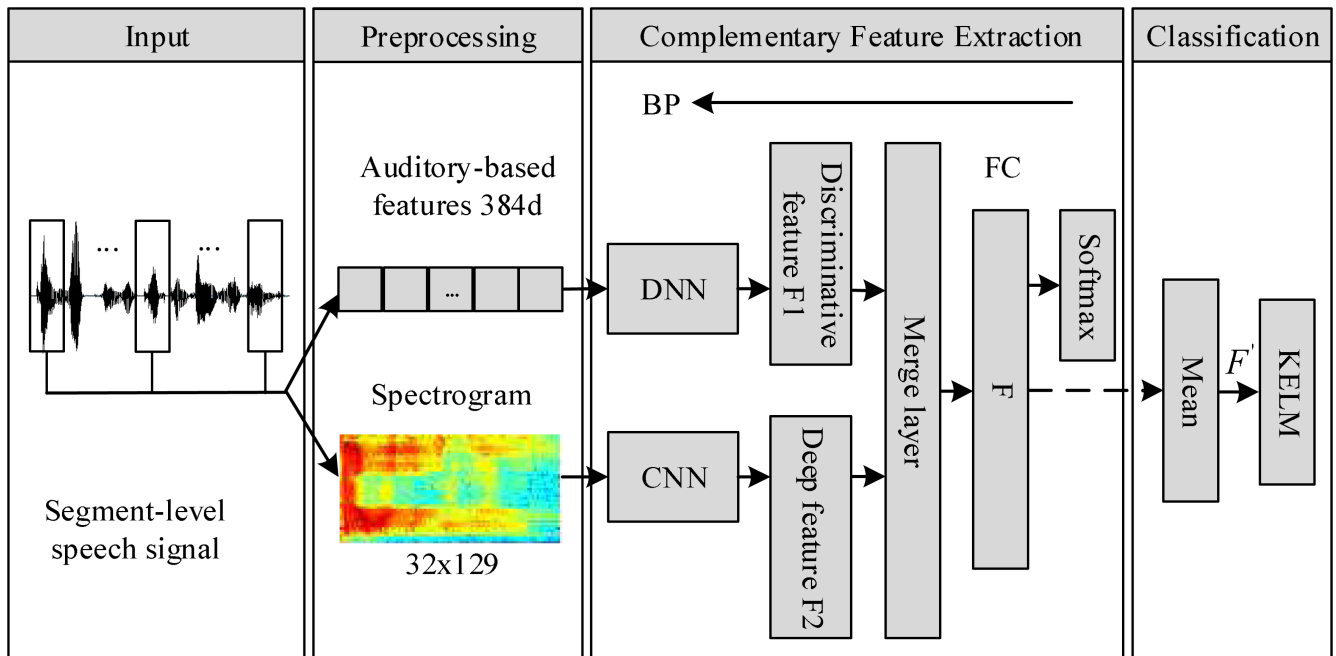 Input
Preprocessing
Complementary Feature Extraction
Classification
BP
Auditory-based
features 384d
FC
...
...
...
DNN
Discriminative
feature F1
Softmax
Merge layer
F
Mean
F'
KELM
Spectrogram
CNN
Deep feature F2
Segment-level
speech signal
32x129